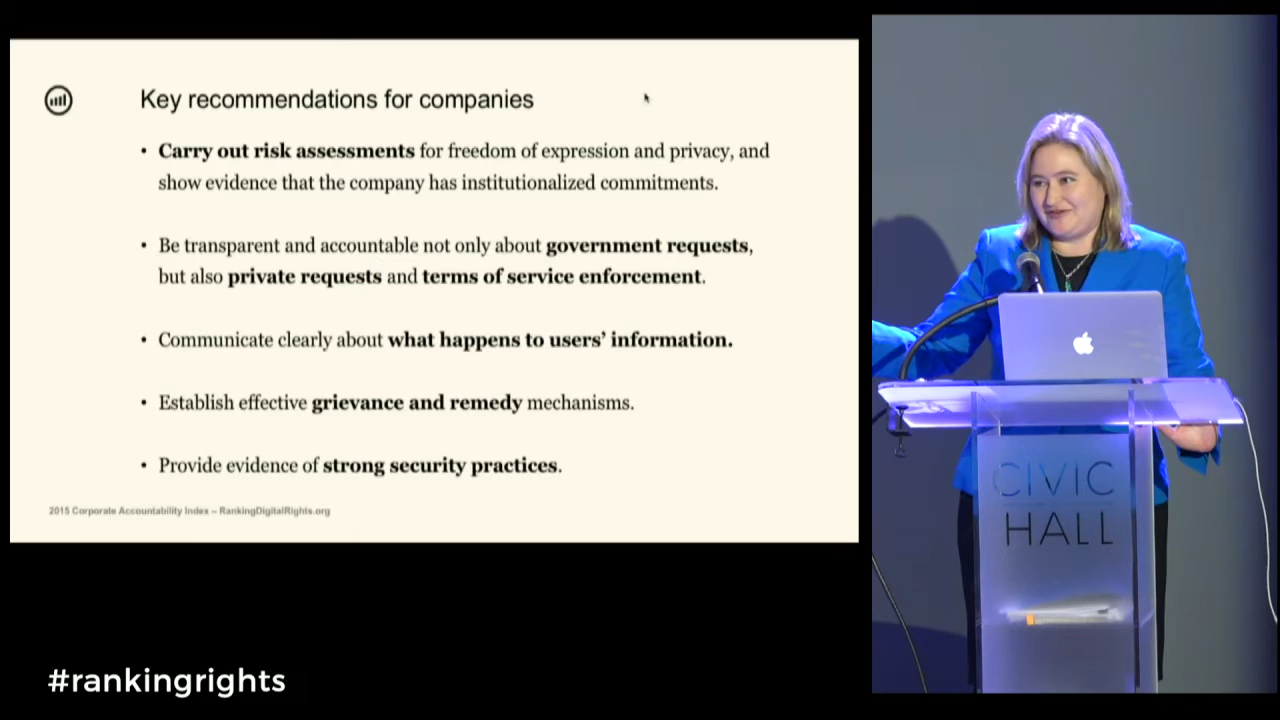 Key recommendations for companies
• Carry out risk assessments for freedom of expression and privacy, and
show evidence that the company has institutionalized commitments.
• Be transparent and accountable not only about government requests,
but also private requests and terms of service enforcement.
• Communicate clearly about what happens to users’ information.
• Establish effective grievance and remedy mechanisms.
• Provide evidence of strong security practices.
2015 Corporate Accountability Index – RankingDigitalRights.org
CIVIC
HALL
#rankingrights